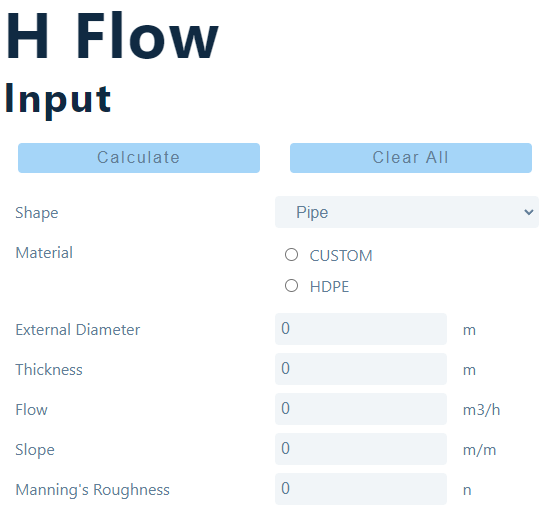 H Flow
Input
Calculate Clear All
Shape Pipe
Material CUSTOM
HDPE
External Diameter 0 m
Thickness 0 m
Flow 0 m3/h
Slope 0 m/m
Manning's Roughness 0 n